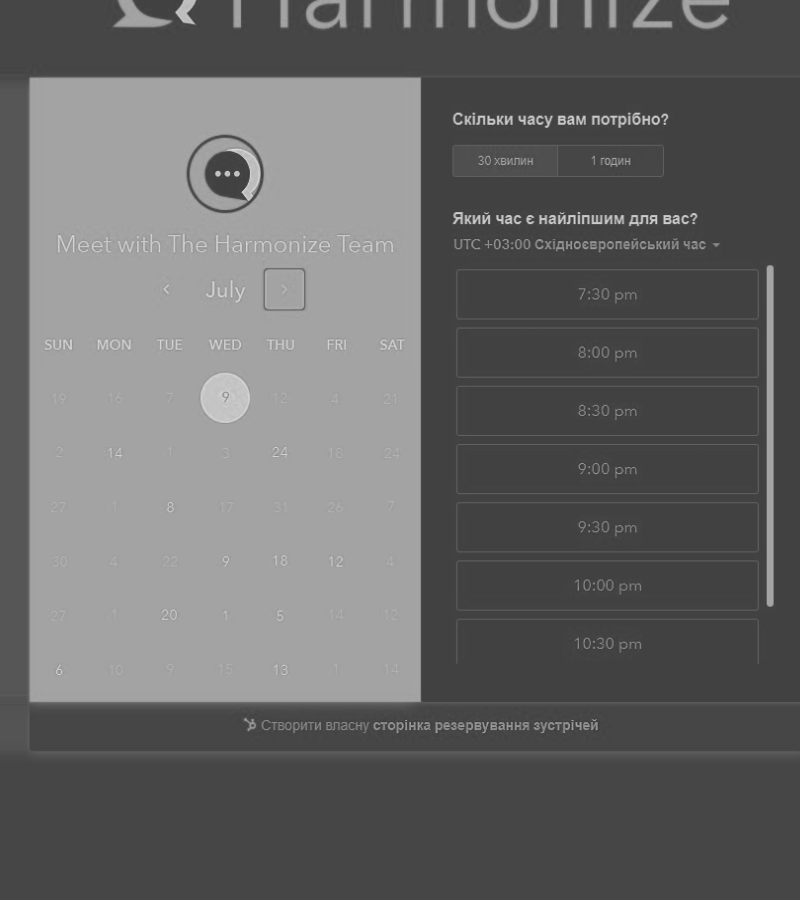 Harmonize
Meet with The Harmonize Team
July
SUN MON TUE WED THU FRI SAT
19 16 7 9 12 4 21
2 14 1 3 24 18 24
27 1 8 17 31 26 7
30 4 22 9 18 12 4
27 1 20 1 5 14 12
6 10 9 15 13 1 14
Скільки часу вам потрібно?
30 хвилин 1 годин
Який час є найліпшим для вас?
UTC +03:00 Східноєвропейський час
7:30 pm
8:00 pm
8:30 pm
9:00 pm
9:30 pm
10:00 pm
10:30 pm
Створити власну сторінка резервування зустрічей